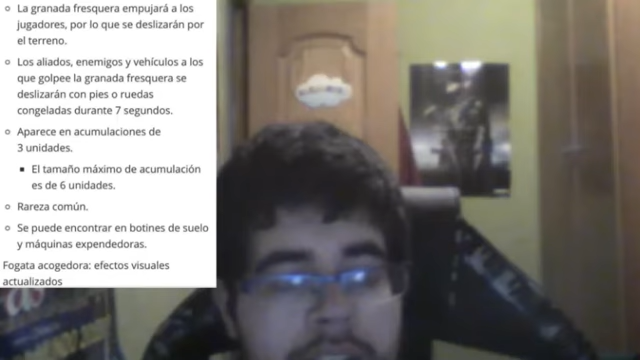 La granada fresquera empujará a los
jugadores, por lo que se deslizarán por
el terreno.
Los aliados, enemigos y vehículos a los
que golpee la granada fresquera se
deslizarán con pies o ruedas
congeladas durante 7 segundos.
Aparece en acumulaciones de
3 unidades.
El tamaño máximo de acumulación
es de 6 unidades.
Rareza común.
Se puede encontrar en botines de suelo
y máquinas expendedoras.
Fogata acogedora: efectos visuales
actualizados